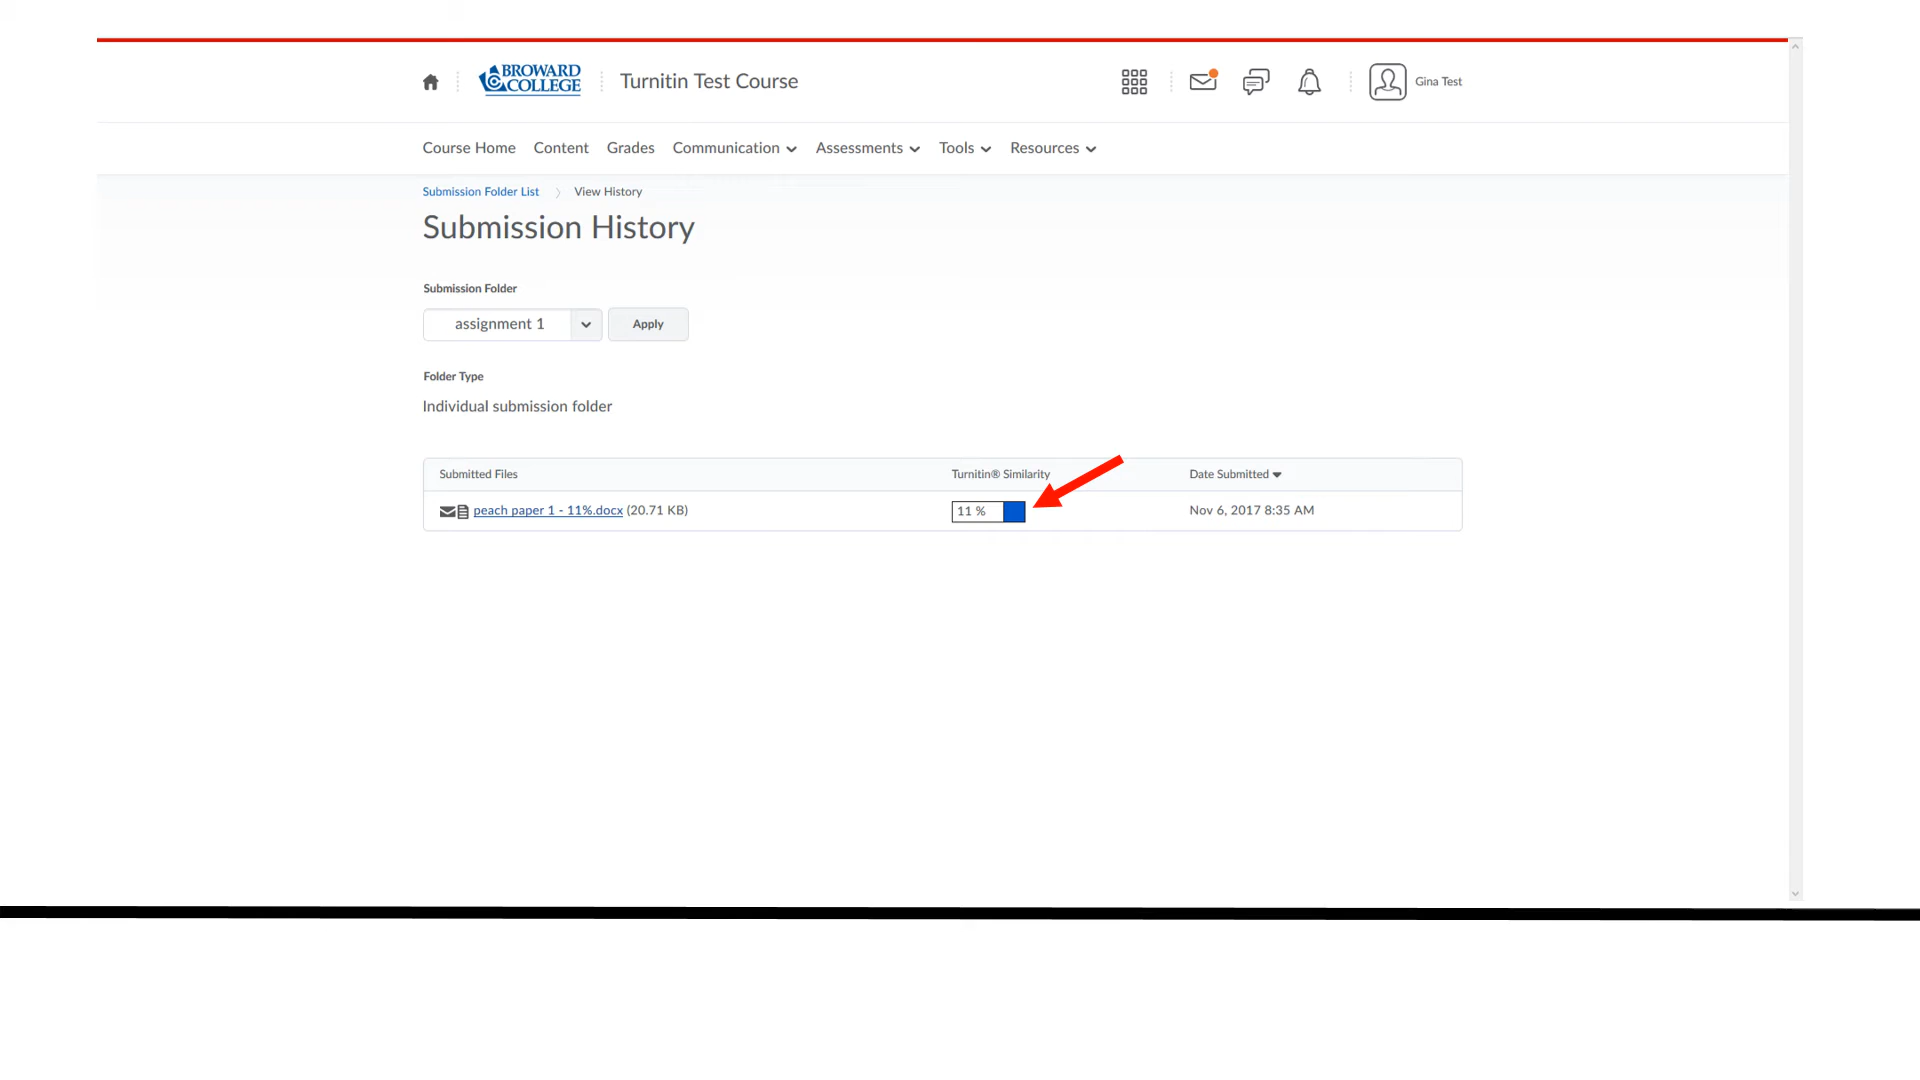 BROWARD
COLLEGE
Turnitin Test Course
Gina Test
Course Home Content Grades Communication Assessments Tools Resources
Submission Folder List View History
Submission History
Submission Folder
assignment 1 Apply
Folder Type
Individual submission folder
Submitted Files Turnitin® Similarity Date Submitted
peach paper 1 - 11%.docx (20.71 KB) 11 % Nov 6, 2017 8:35 AM